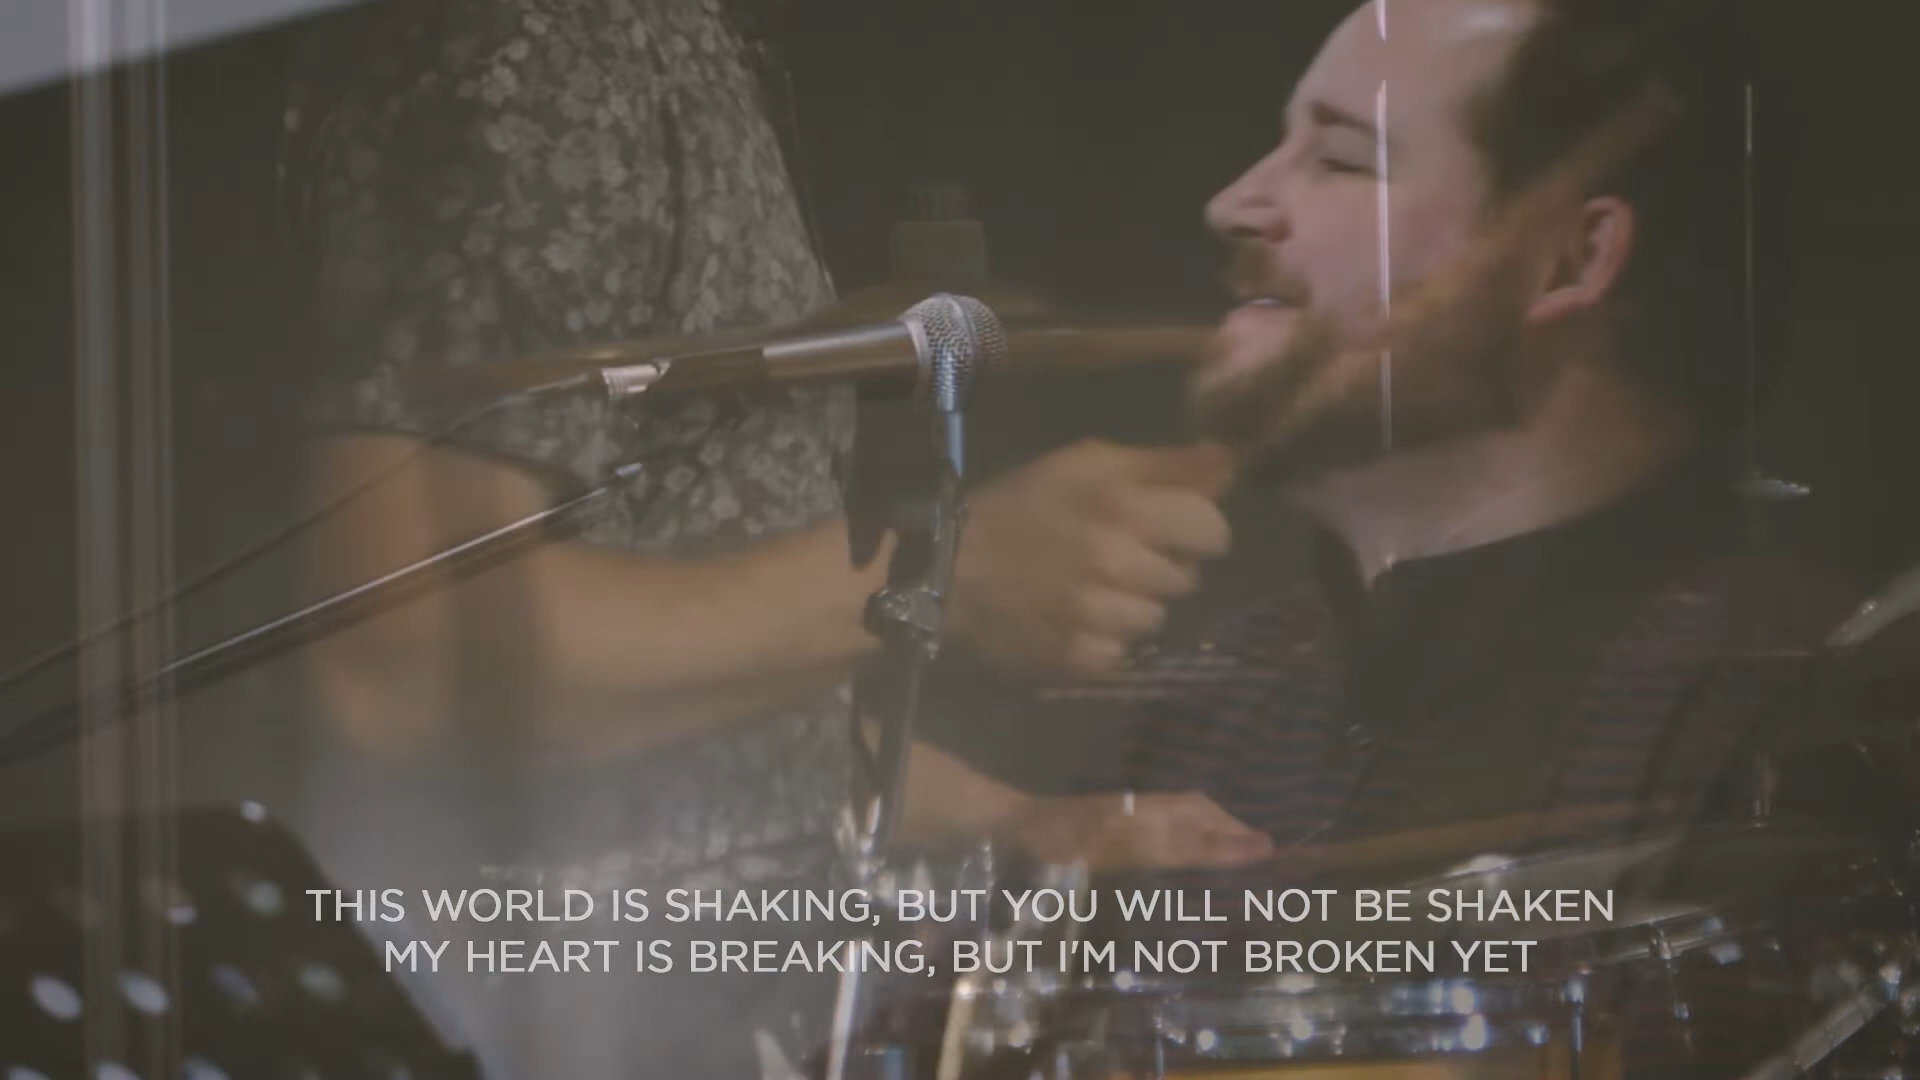 THIS WORLD IS SHAKING, BUT YOU WILL NOT BE SHAKEN
MY HEART IS BREAKING, BUT I'M NOT BROKEN YET